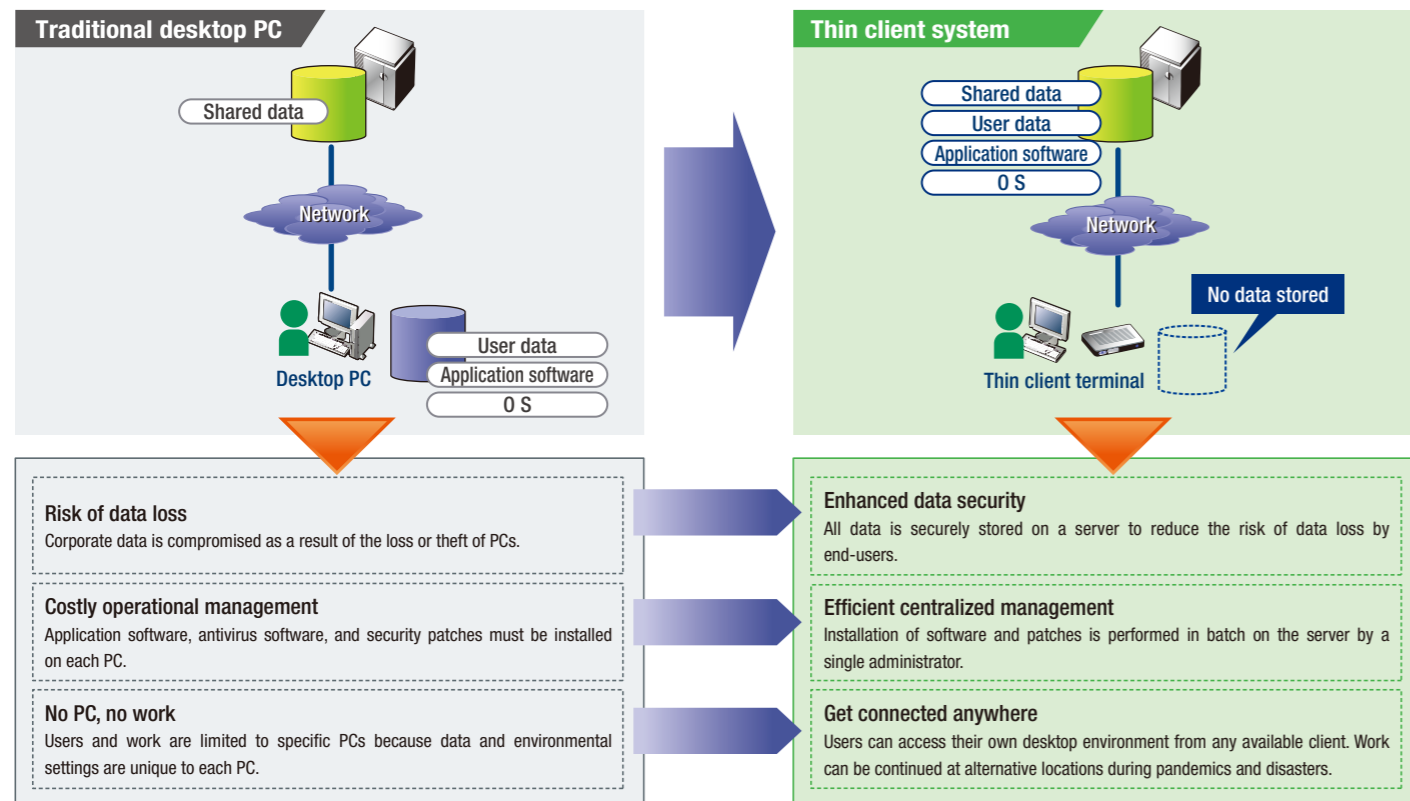 Traditional desktop PC
Shared data
Network
Desktop PC
User data
Application software
O S
Thin client system
Shared data
User data
Application software
O S
Network
No data stored
Thin client terminal
Risk of data loss
Corporate data is compromised as a result of the loss or theft of PCs.
Costly operational management
Application software, antivirus software, and security patches must be installed
on each PC.
No PC, no work
Users and work are limited to specific PCs because data and environmental
settings are unique to each PC.
Enhanced data security
All data is securely stored on a server to reduce the risk of data loss by
end-users.
Efficient centralized management
Installation of software and patches is performed in batch on the server by a
single administrator.
Get connected anywhere
Users can access their own desktop environment from any available client. Work
can be continued at alternative locations during pandemics and disasters.